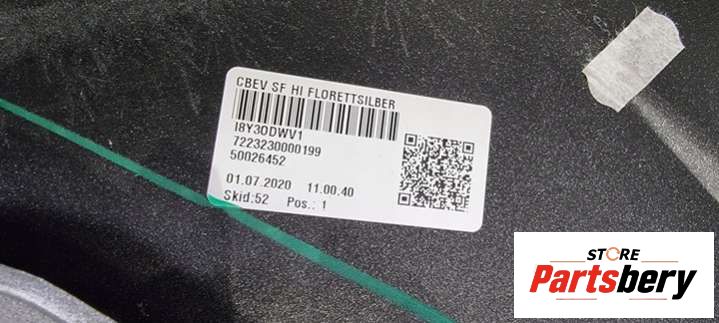 CBEV SF HI FLORETTSILBER
I8Y30DWV1
7223230000199
50026452
01.07.2020 11.00.40
Skid:52 Pos.: 1
STORE
Partsbery